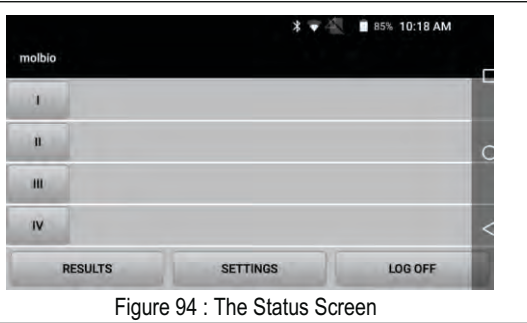 85% 10:18 AM
molbio
I
II
III
IV
RESULTS SETTINGS LOG OFF
Figure 94 : The Status Screen